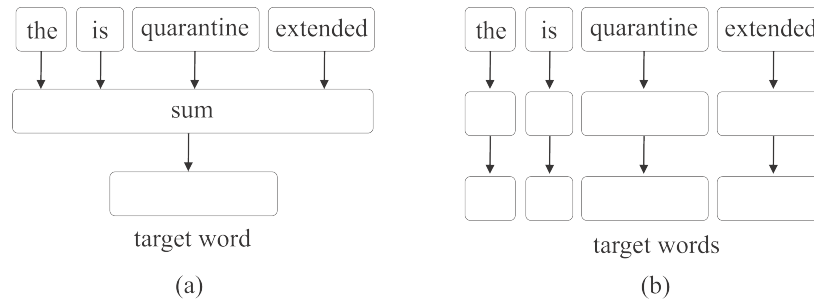 the is quarantine extended
sum
target word
(a)
the is quarantine extended
target words
(b)